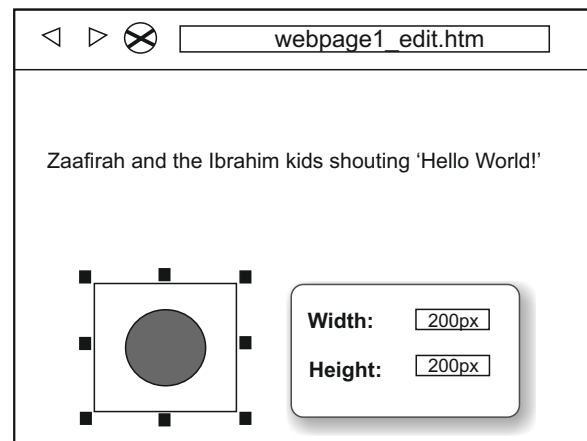 webpage1_edit.htm
Zaafirah and the Ibrahim kids shouting ‘Hello World!’
Width: 200px
Height: 200px